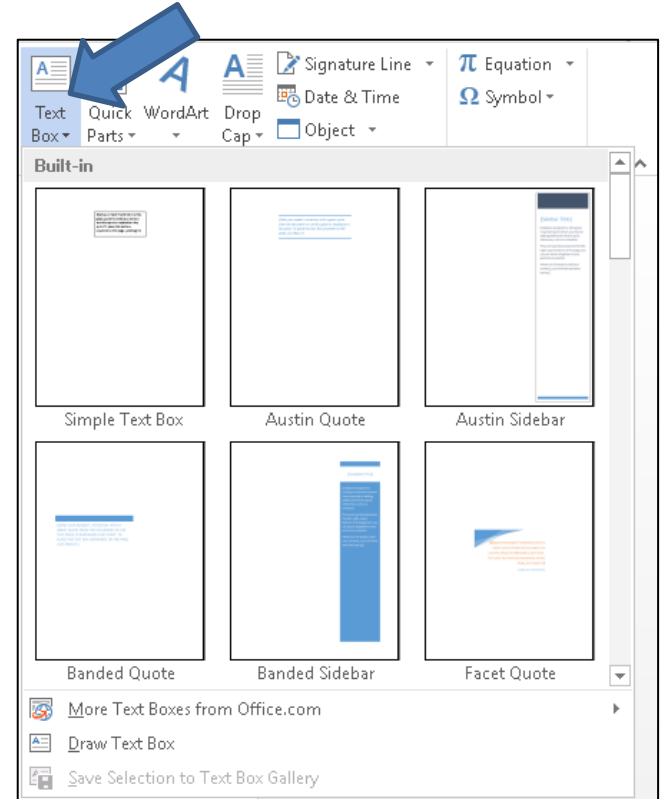 Signature Line
π Equation
Date & Time
Ω Symbol
Text Box
Quick Parts
WordArt
Drop Cap
Object
Built-in
Simple Text Box
Austin Quote
Austin Sidebar
Banded Quote
Banded Sidebar
Facet Quote
More Text Boxes from Office.com
Draw Text Box
Save Selection to Text Box Gallery